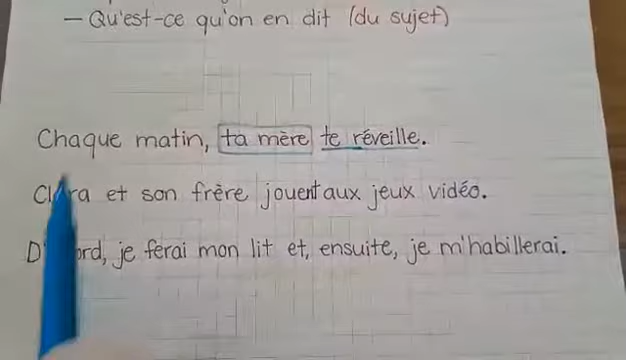 — Qu'est-ce qu'on en dit (du sujet)
Chaque matin, ta mère te réveille.
et son frère jouent aux jeux vidéo.
je ferai mon lit et, ensuite, je m'habillerai.